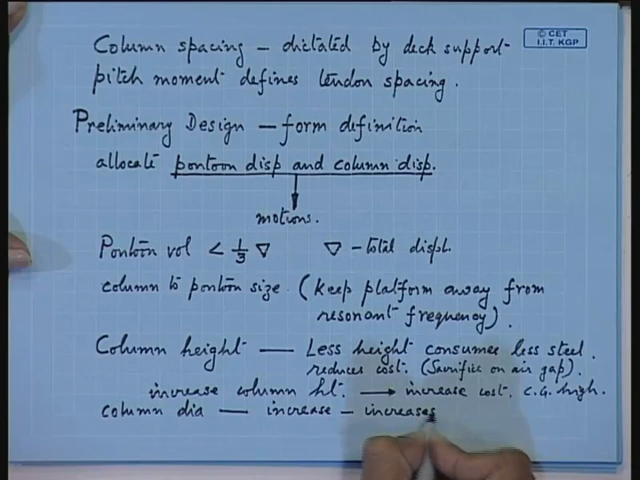 © CET
I.I.T. KGP
Column spacing – dictated by deck support
pitch moment defines tendon spacing.
Preliminary Design – form definition
allocate pontoon disp and column disp.
motions.
Pontoon vol < 1/3 ∇   ∇ – total displ.
column to pontoon size. (Keep platform away from
resonant frequency).
Column height — Less height consumes less steel.
reduces cost. (Sacrifice on air gap).
increase column ht. → increase cost. C.G. high.
column dia — increase – increases